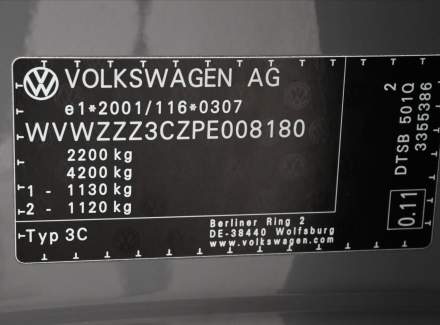 VOLKSWAGEN AG
e1*2001/116*0307
WVWZZZ3CZPE008180
2200 kg
4200 kg
1 - 1130 kg
2 - 1120 kg
Typ 3C
Berliner Ring 2
DE-38440 Wolfsburg
www.volkswagen.com
0.11
DTSB 501Q 2
3355386